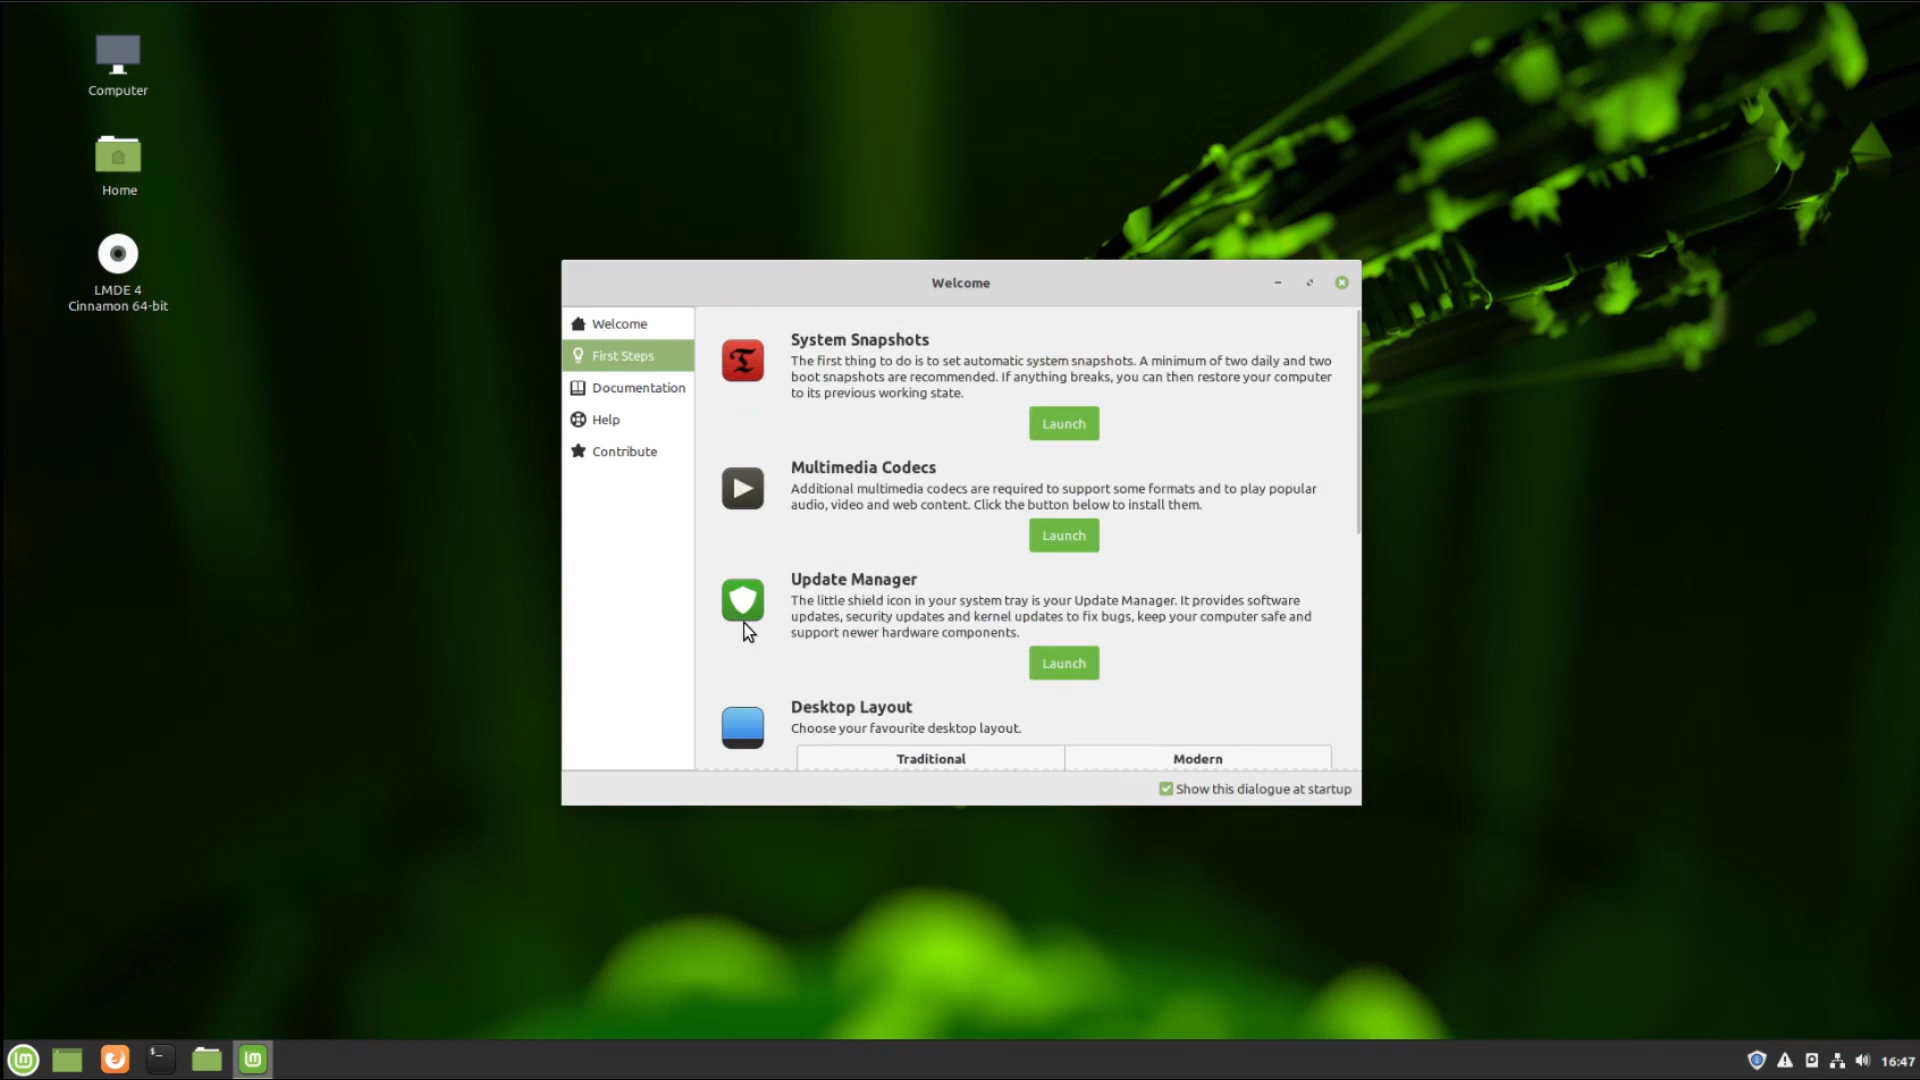 Computer
Home
LMDE 4
Cinnamon 64-bit
Welcome
Welcome
First Steps
Documentation
Help
Contribute
System Snapshots
The first thing to do is to set automatic system snapshots. A minimum of two daily and two
boot snapshots are recommended. If anything breaks, you can then restore your computer
to its previous working state.
Launch
Multimedia Codecs
Additional multimedia codecs are required to support some formats and to play popular
audio, video and web content. Click the button below to install them.
Launch
Update Manager
The little shield icon in your system tray is your Update Manager. It provides software
updates, security updates and kernel updates to fix bugs, keep your computer safe and
support newer hardware components.
Launch
Desktop Layout
Choose your favourite desktop layout.
Traditional Modern
Show this dialogue at startup
16:47